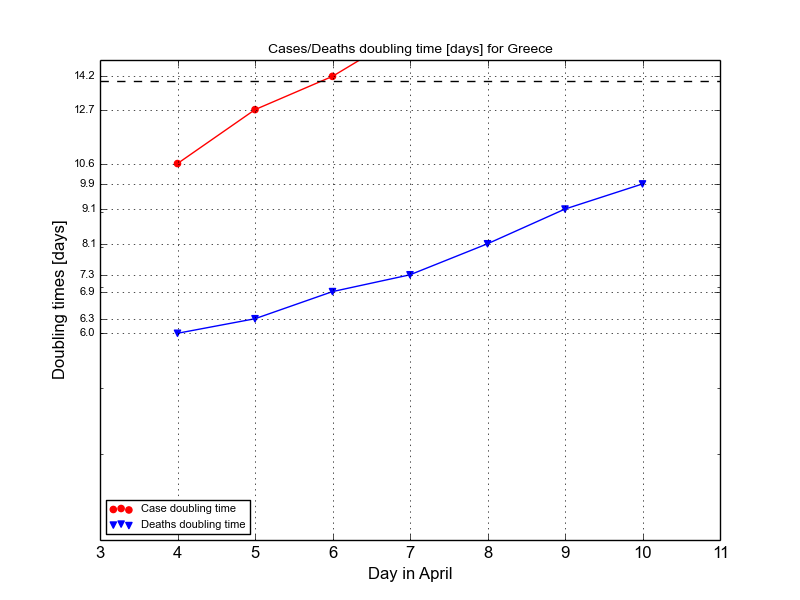 Cases/Deaths doubling time [days] for Greece
14.2
12.7
10.6
9.9
9.1
8.1
7.3
6.9
6.3
6.0
Doubling times [days]
Case doubling time
Deaths doubling time
3 4 5 6 7 8 9 10 11
Day in April